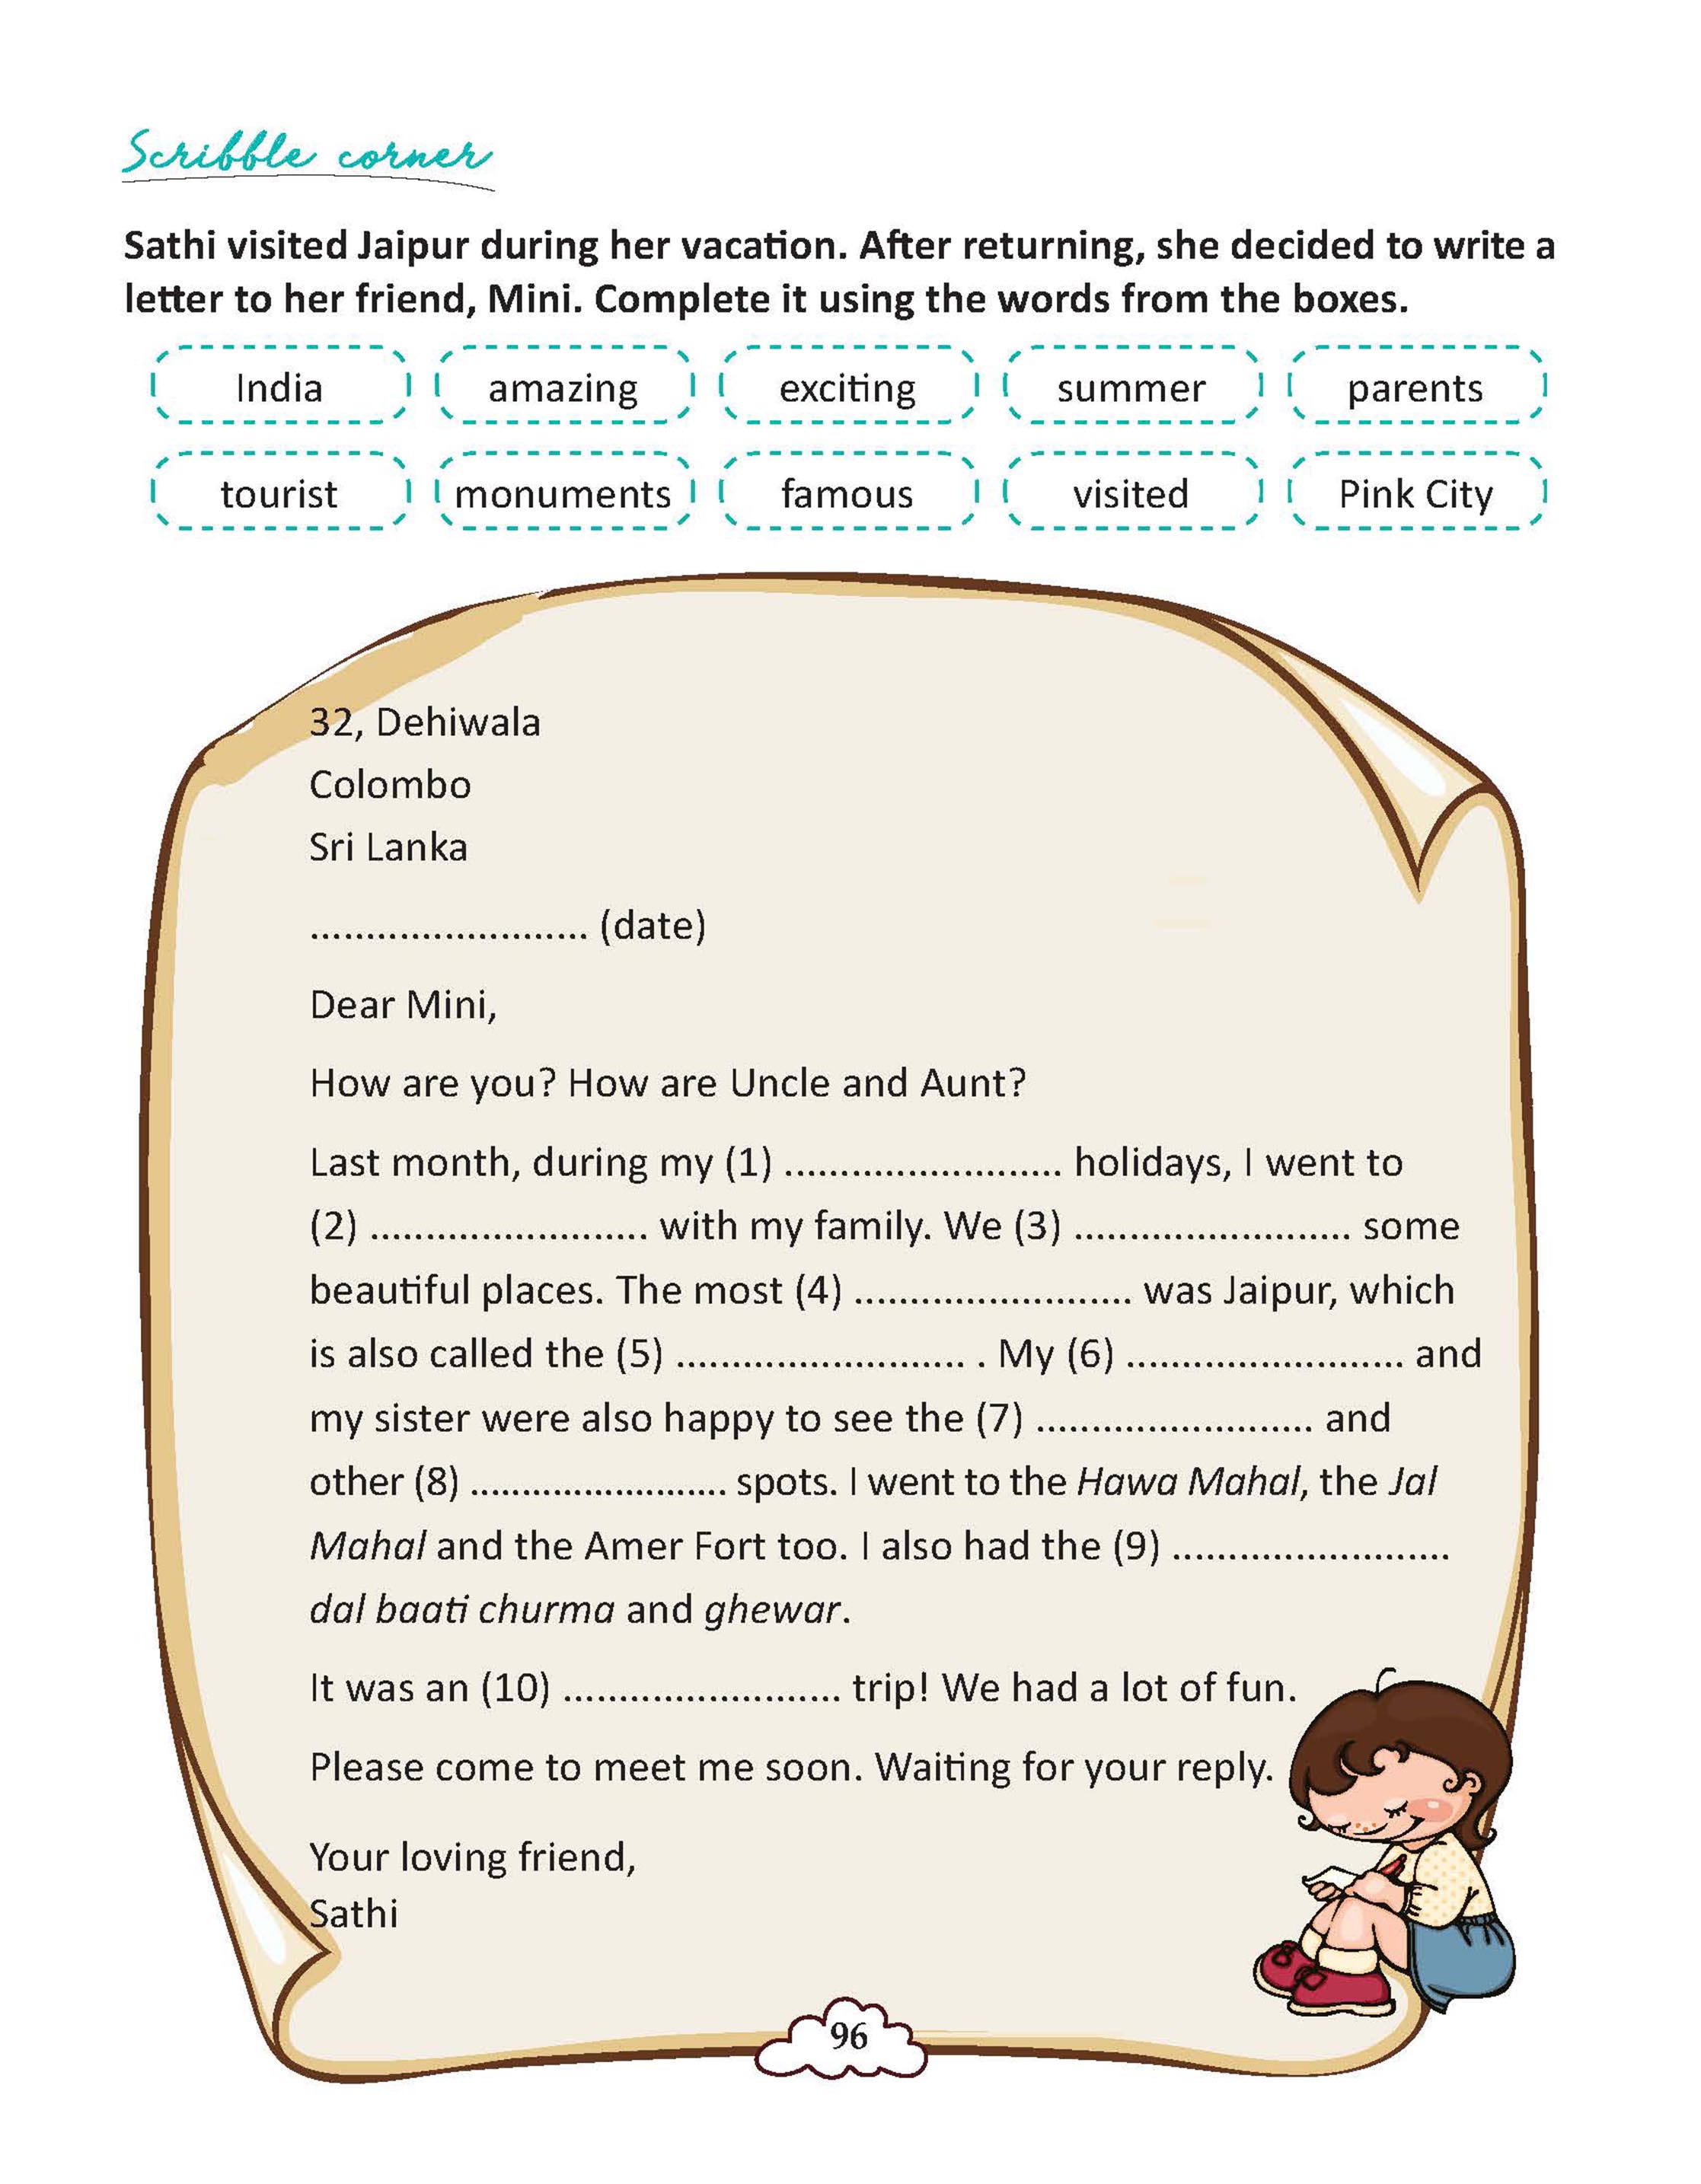 Scribble corner
Sathi visited Jaipur during her vacation. After returning, she decided to write a
letter to her friend, Mini. Complete it using the words from the boxes.
India amazing exciting summer parents
tourist monuments famous visited Pink City
32, Dehiwala
Colombo
Sri Lanka
......................... (date)
Dear Mini,
How are you? How are Uncle and Aunt?
Last month, during my (1) ......................... holidays, I went to
(2) ......................... with my family. We (3) ......................... some
beautiful places. The most (4) ......................... was Jaipur, which
is also called the (5) .......................... . My (6) ......................... and
my sister were also happy to see the (7) ......................... and
other (8) ....................... spots. I went to the Hawa Mahal, the Jal
Mahal and the Amer Fort too. I also had the (9) .........................
dal baati churma and ghewar.
It was an (10) ......................... trip! We had a lot of fun.
Please come to meet me soon. Waiting for your reply.
Your loving friend,
Sathi
96